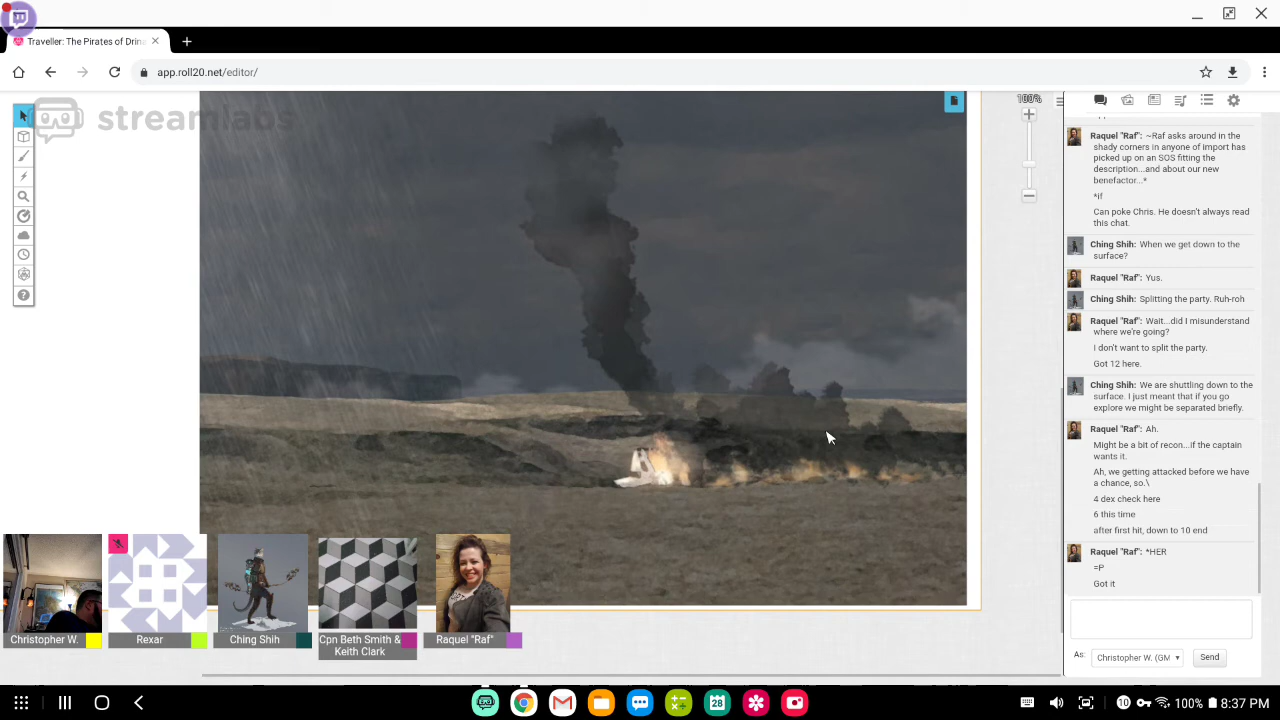 Traveller: The Pirates of Drina
app.roll20.net/editor/
streamlabs
100%
Raquel "Raf": ~Raf asks around in the
shady corners in anyone of import has
picked up on an SOS fitting the
description...and about our new
benefactor...*
*if
Can poke Chris. He doesn't always read
this chat.
Ching Shih: When we get down to the
surface?
Raquel "Raf": Yus.
Ching Shih: Splitting the party. Ruh-roh
Raquel "Raf": Wait...did I misunderstand
where we're going?
I don't want to split the party.
Got 12 here.
Ching Shih: We are shuttling down to the
surface. I just meant that if you go
explore we might be separated briefly.
Raquel "Raf": Ah.
Might be a bit of recon...if the captain
wants it.
Ah, we getting attacked before we have
a chance, so.\
4 dex check here
6 this time
after first hit, down to 10 end
Raquel "Raf": *HER
=P
Got it
As: Christopher W. (GM Send
Christopher W.
Rexar
Ching Shih
Cpn Beth Smith &
Keith Clark
Raquel "Raf"
28
10 100% 8:37 PM